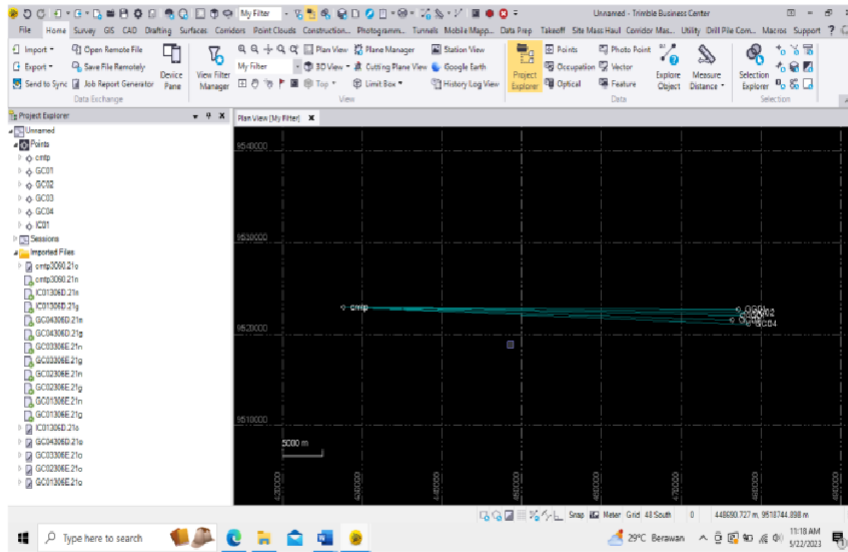 My Filter
Unnamed - Trimble Business Center
File Home Survey GIS CAD Drafting Surfaces Corridors Point Clouds Construction... Photogramm... Tunnels Mobile Mapp... Data Prep Takeoff Site Mass Haul Corridor Mas... Utility Drill Pile Com... Macros Support
Import Open Remote File Plan View Plane Manager Station View Points Photo Point
Export Save File Remotely My Filter 3D View Cutting Plane View Google Earth Occupation Vector
Send to Sync Job Report Generator Top Limit Box History Log View Optical Feature
Device Pane View Filter Manager Project Explorer Explore Object Measure Distance Selection Explorer
Data Exchange View Data Selection
Project Explorer
Plan View [My Filter]
Unnamed
Points
cmtp
GC01
GC02
GC03
GC04
IC01
Sessions
Imported Files
cmtp3060.21o
cmtp3060.21n
IC01306D.21n
IC01306D.21g
GC04306D.21n
GC04306D.21g
GC03306E.21n
GC03306E.21g
GC02306E.21n
GC02306E.21g
GC01306E.21n
GC01306E.21g
IC01306D.21o
GC04306D.21o
GC03306E.21o
GC02306E.21o
GC01306E.21o
9540000
9530000
cmtp
GC04
9520000
9510000
5000 m
Snap Meter Grid 48 South 0 448690.727 m, 9518744.898 m
Type here to search
29°C Berawan
11:18 AM
5/22/2023